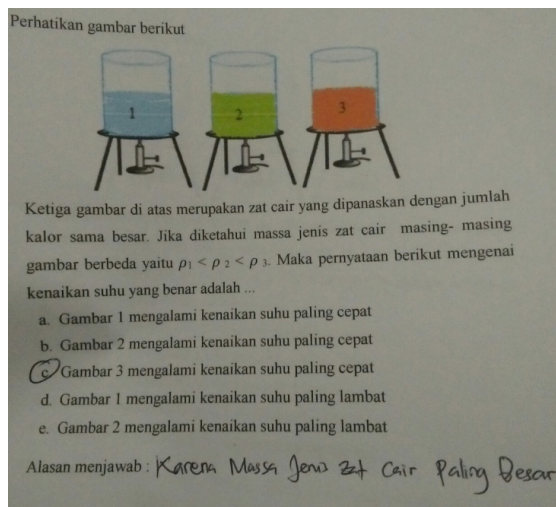 Perhatikan gambar berikut
1 2 3
Ketiga gambar di atas merupakan zat cair yang dipanaskan dengan jumlah
kalor sama besar. Jika diketahui massa jenis zat cair masing- masing
gambar berbeda yaitu ρ₁ < ρ ₂ < ρ ₃. Maka pernyataan berikut mengenai
kenaikan suhu yang benar adalah ...
a. Gambar 1 mengalami kenaikan suhu paling cepat
b. Gambar 2 mengalami kenaikan suhu paling cepat
c. Gambar 3 mengalami kenaikan suhu paling cepat
d. Gambar 1 mengalami kenaikan suhu paling lambat
e. Gambar 2 mengalami kenaikan suhu paling lambat
Alasan menjawab : Karena Massa Jenis zat Cair Paling Besar